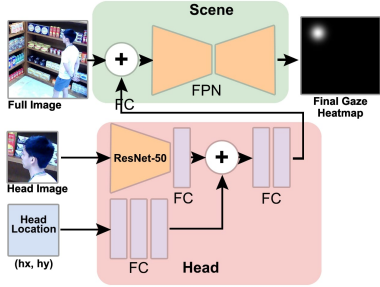 Scene
Full Image
FC
FPN
Final Gaze
Heatmap
ResNet-50
Head Image
FC
FC
Head
Location
(hx, hy)
FC
Head